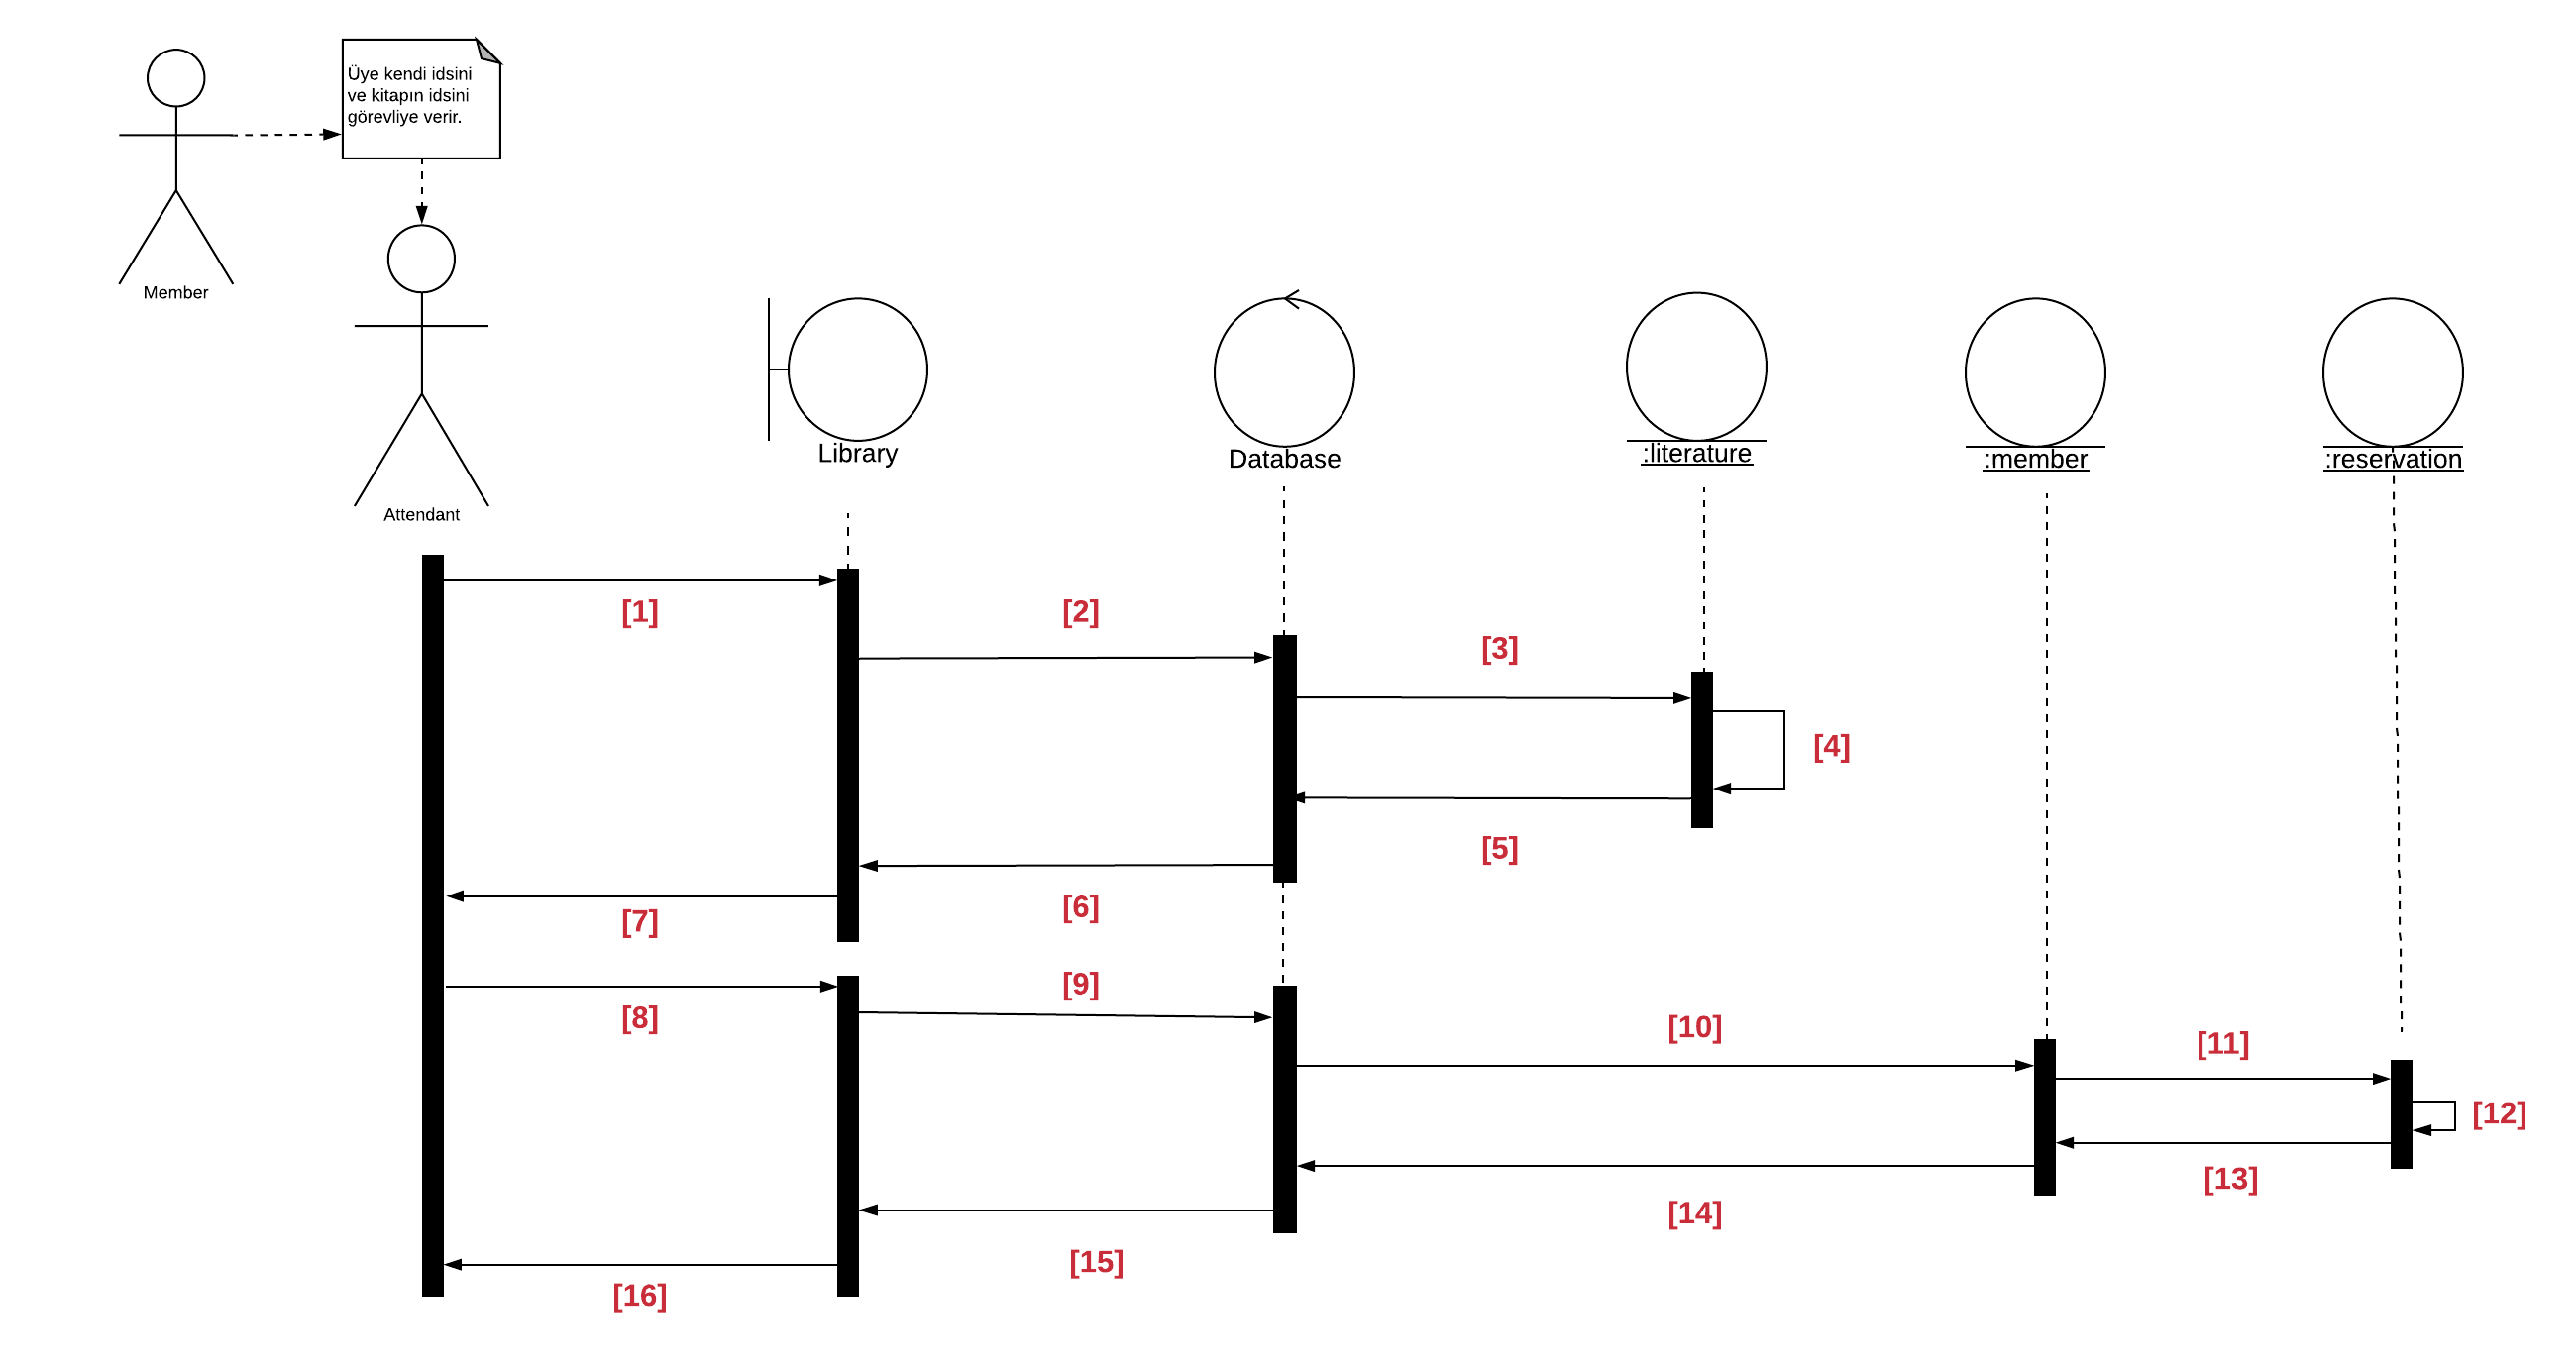 Üye kendi idsini
ve kitapın idsini
görevliye verir.
Member
Attendant
Library
Database
:literature
:member
:reservation
[1]
[2]
[3]
[4]
[5]
[6]
[7]
[8]
[9]
[10]
[11]
[12]
[13]
[14]
[15]
[16]